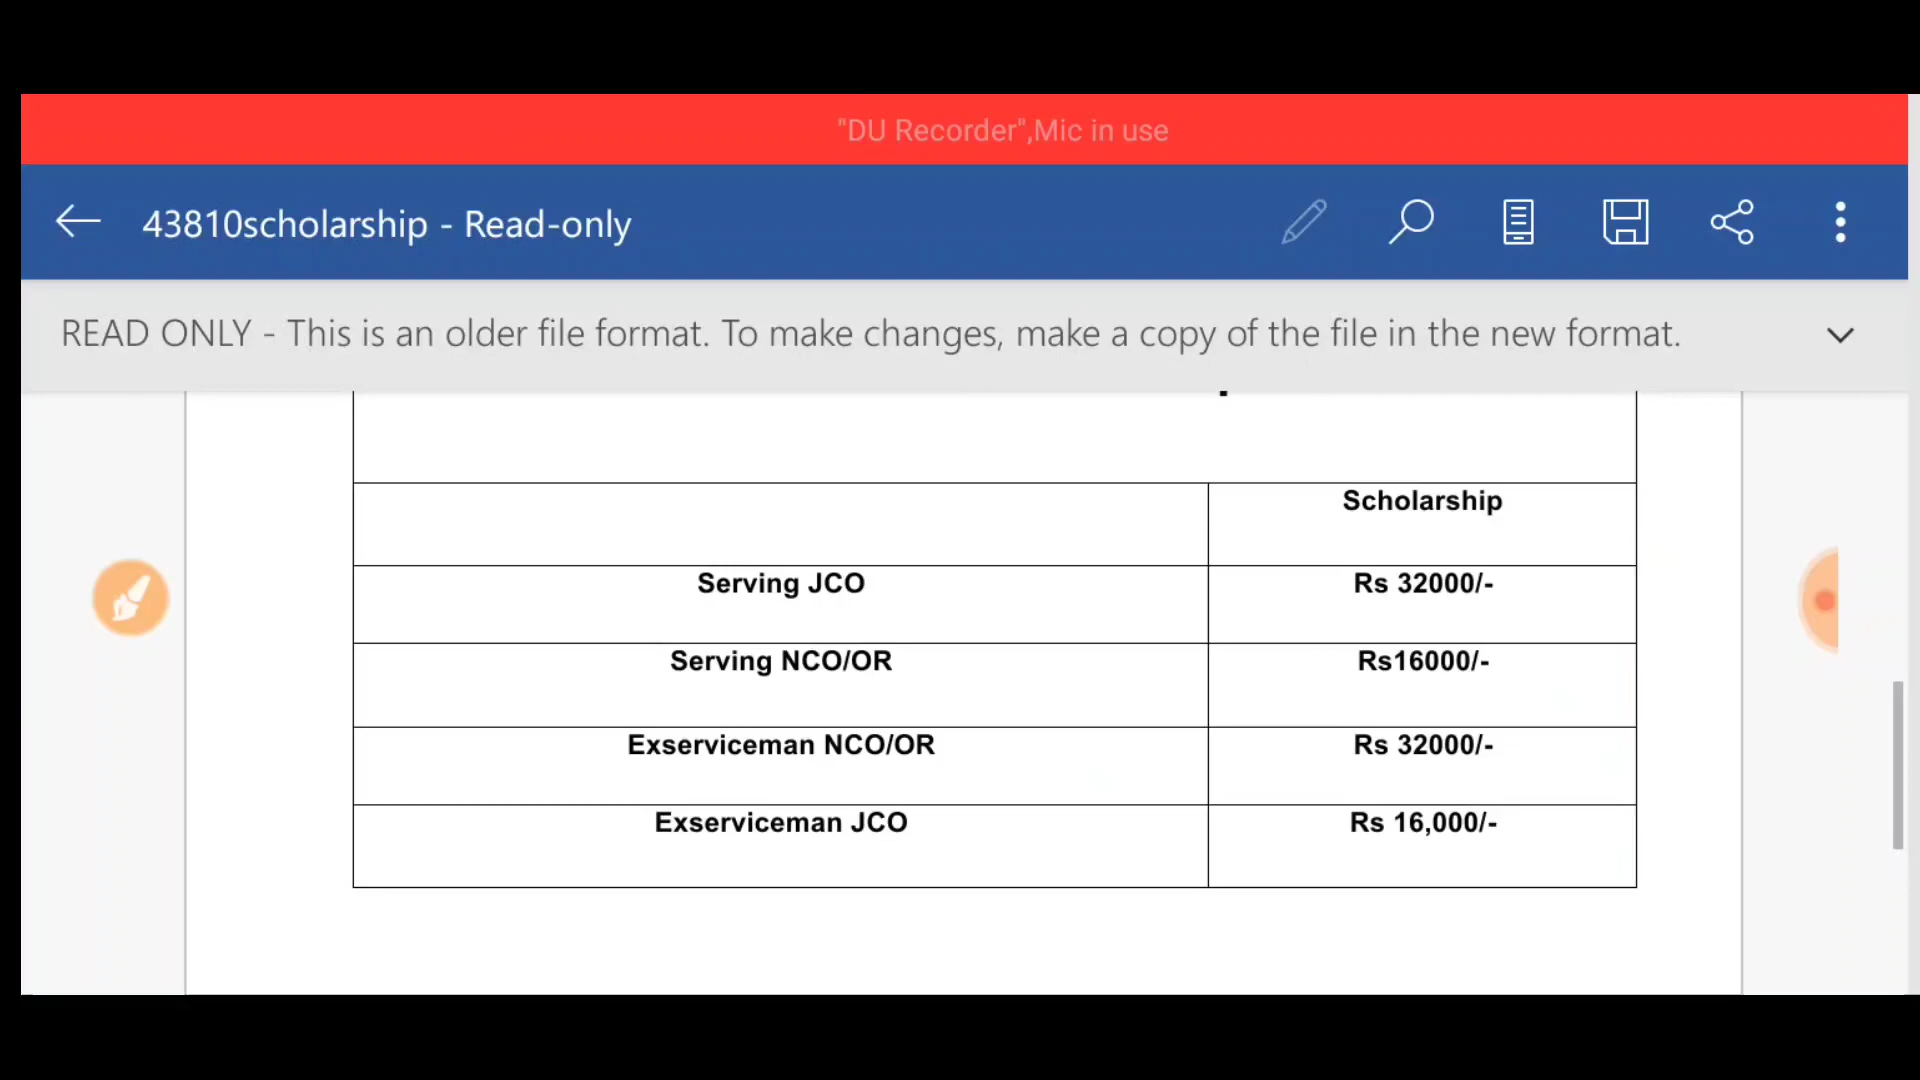 "DU Recorder",Mic in use
43810scholarship - Read-only
READ ONLY - This is an older file format. To make changes, make a copy of the file in the new format.
Scholarship
Serving JCO Rs 32000/-
Serving NCO/OR Rs16000/-
Exserviceman NCO/OR Rs 32000/-
Exserviceman JCO Rs 16,000/-